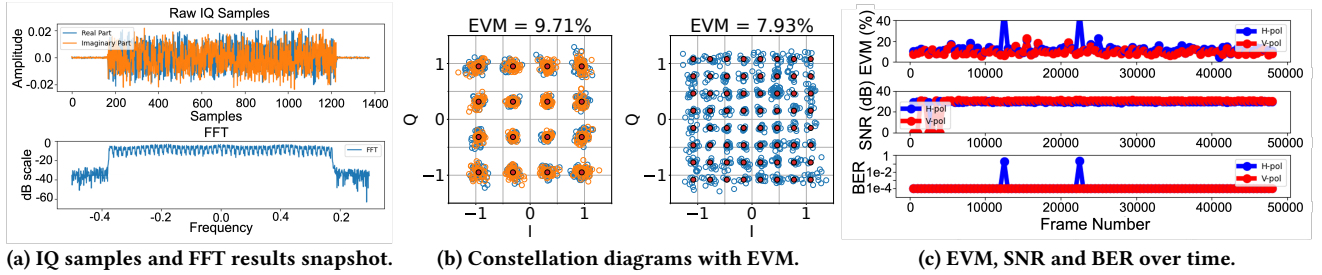 Raw IQ Samples
Amplitude
0.02
0.00
-0.02
Real Part
Imaginary Part
0 200 400 600 800 1000 1200 1400
Samples
FFT
dB scale
0
-20
-40
-60
FFT
-0.4 -0.2 0.0 0.4 0.2
Frequency
(a) IQ samples and FFT results snapshot.
EVM = 9.71%
Q
1
0
-1
-1 0 1
I
EVM = 7.93%
Q
1
0
-1
-1 0 1
I
(b) Constellation diagrams with EVM.
EVM (%)
40
20
0
H-pol
V-pol
0 10000 20000 30000 40000 50000
SNR (dB)
40
20
0
H-pol
V-pol
0 10000 20000 30000 40000 50000
BER
1
1e-2
1e-4
H-pol
V-pol
0 10000 20000 30000 40000 50000
Frame Number
(c) EVM, SNR and BER over time.